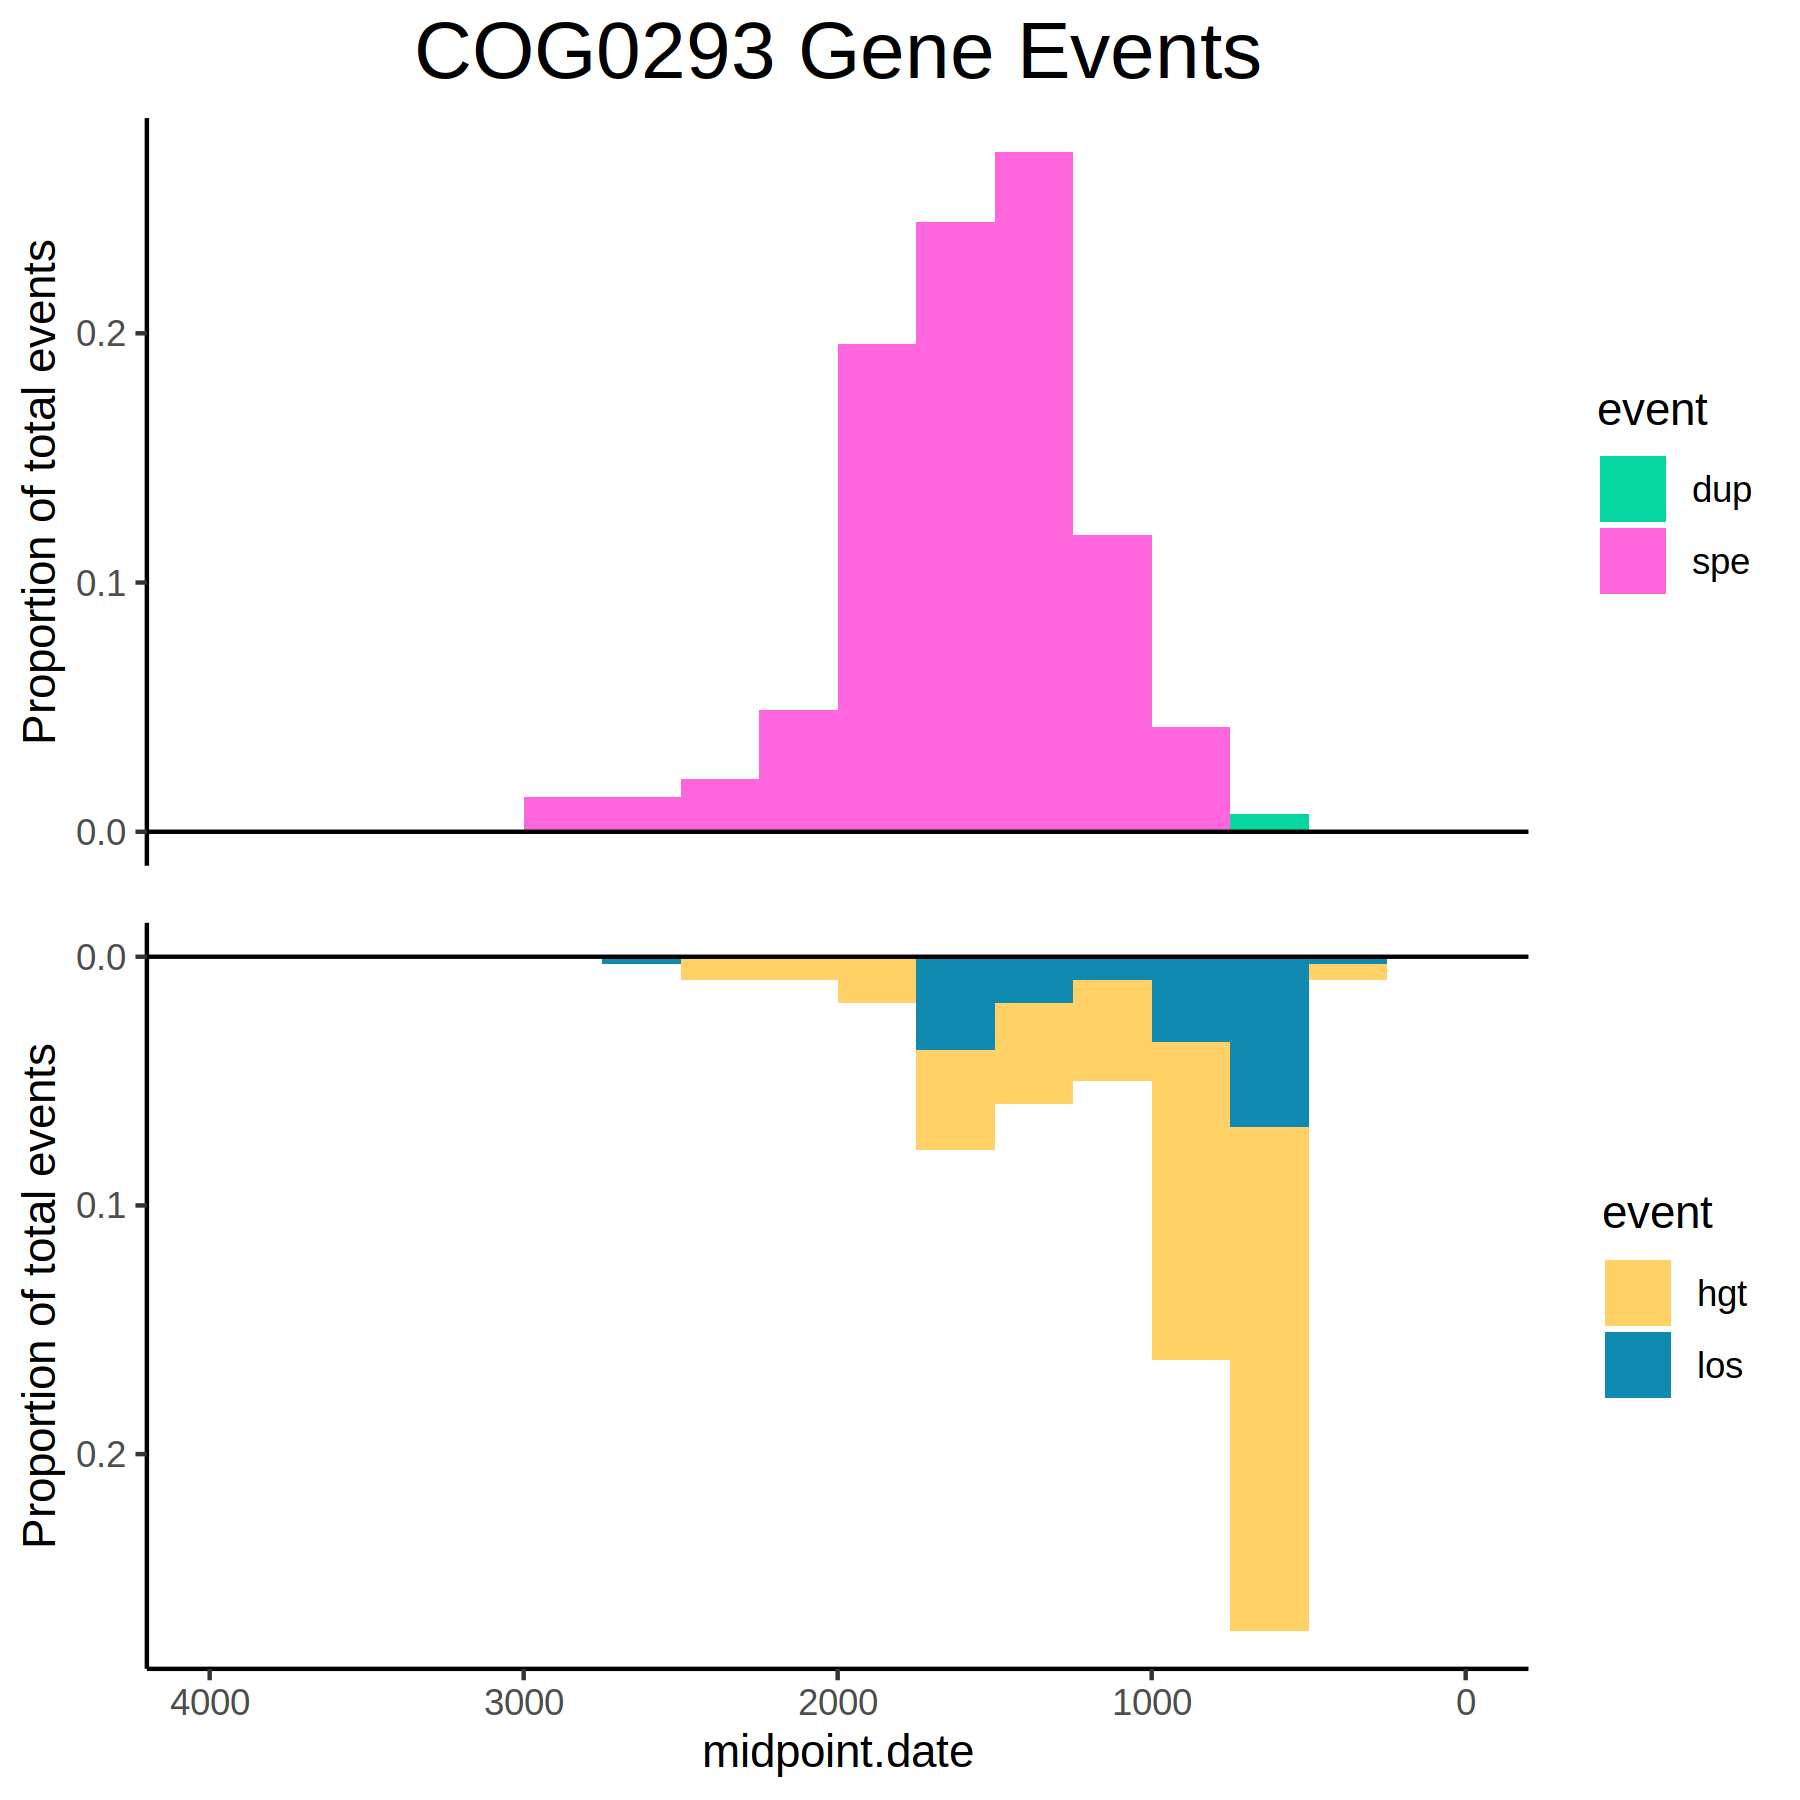 COG0293 Gene Events
Proportion of total events
0.2
0.1
0.0
event
dup
spe
Proportion of total events
0.0
0.1
0.2
event
hgt
los
4000 3000 2000 1000 0
midpoint.date